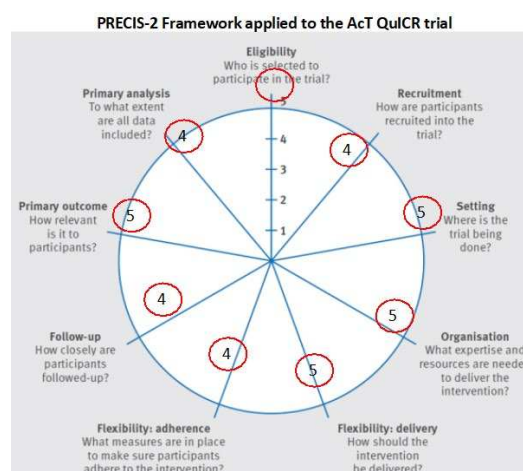 PRECIS-2 Framework applied to the AcT QuICR trial
Eligibility
Who is selected to
participate in the trial?
Primary analysis
To what extent
are all data
included?
4
5
4
3
2
1
Recruitment
How are participants
recruited into the
trial?
4
Primary outcome
How relevant
is it to
participants?
5
Setting
Where is the
trial being
done?
5
Follow-up
How closely are
participants
followed-up?
4
Organisation
What expertise and
resources are neede
to deliver the
intervention?
5
Flexibility: adherence
What measures are in place
to make sure participants
adhere to the intervention?
4
Flexibility: delivery
How should the
intervention
be delivered?
5